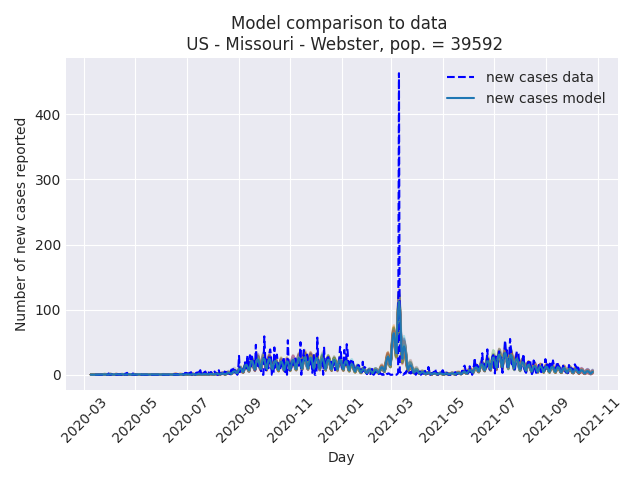 Model comparison to data
US - Missouri - Webster, pop. = 39592
new cases data
new cases model
Number of new cases reported
400
300
200
100
0
2020-03
2020-05
2020-07
2020-09
2020-11
2021-01
2021-03
2021-05
2021-07
2021-09
2021-11
Day